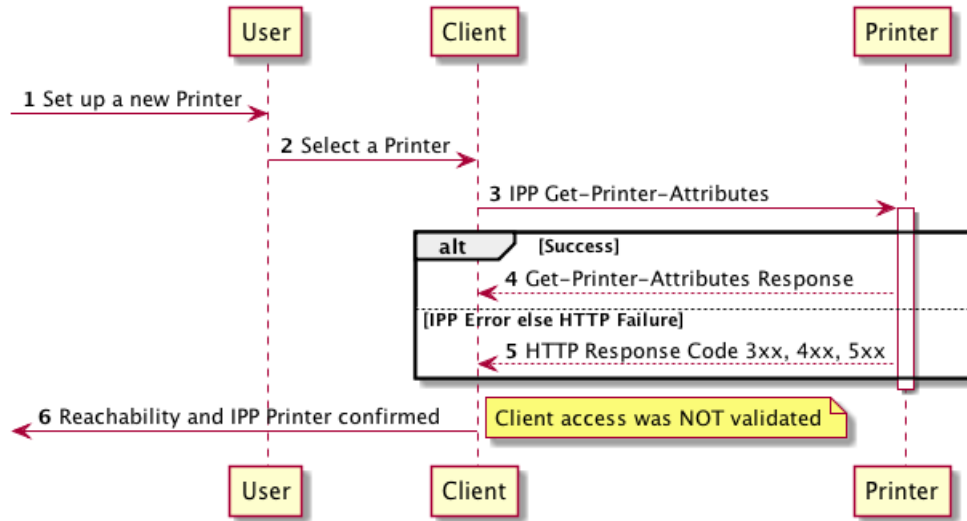 User Client Printer
1 Set up a new Printer
2 Select a Printer
3 IPP Get-Printer-Attributes
alt [Success]
4 Get-Printer-Attributes Response
[IPP Error else HTTP Failure]
5 HTTP Response Code 3xx, 4xx, 5xx
6 Reachability and IPP Printer confirmed Client access was NOT validated
User Client Printer